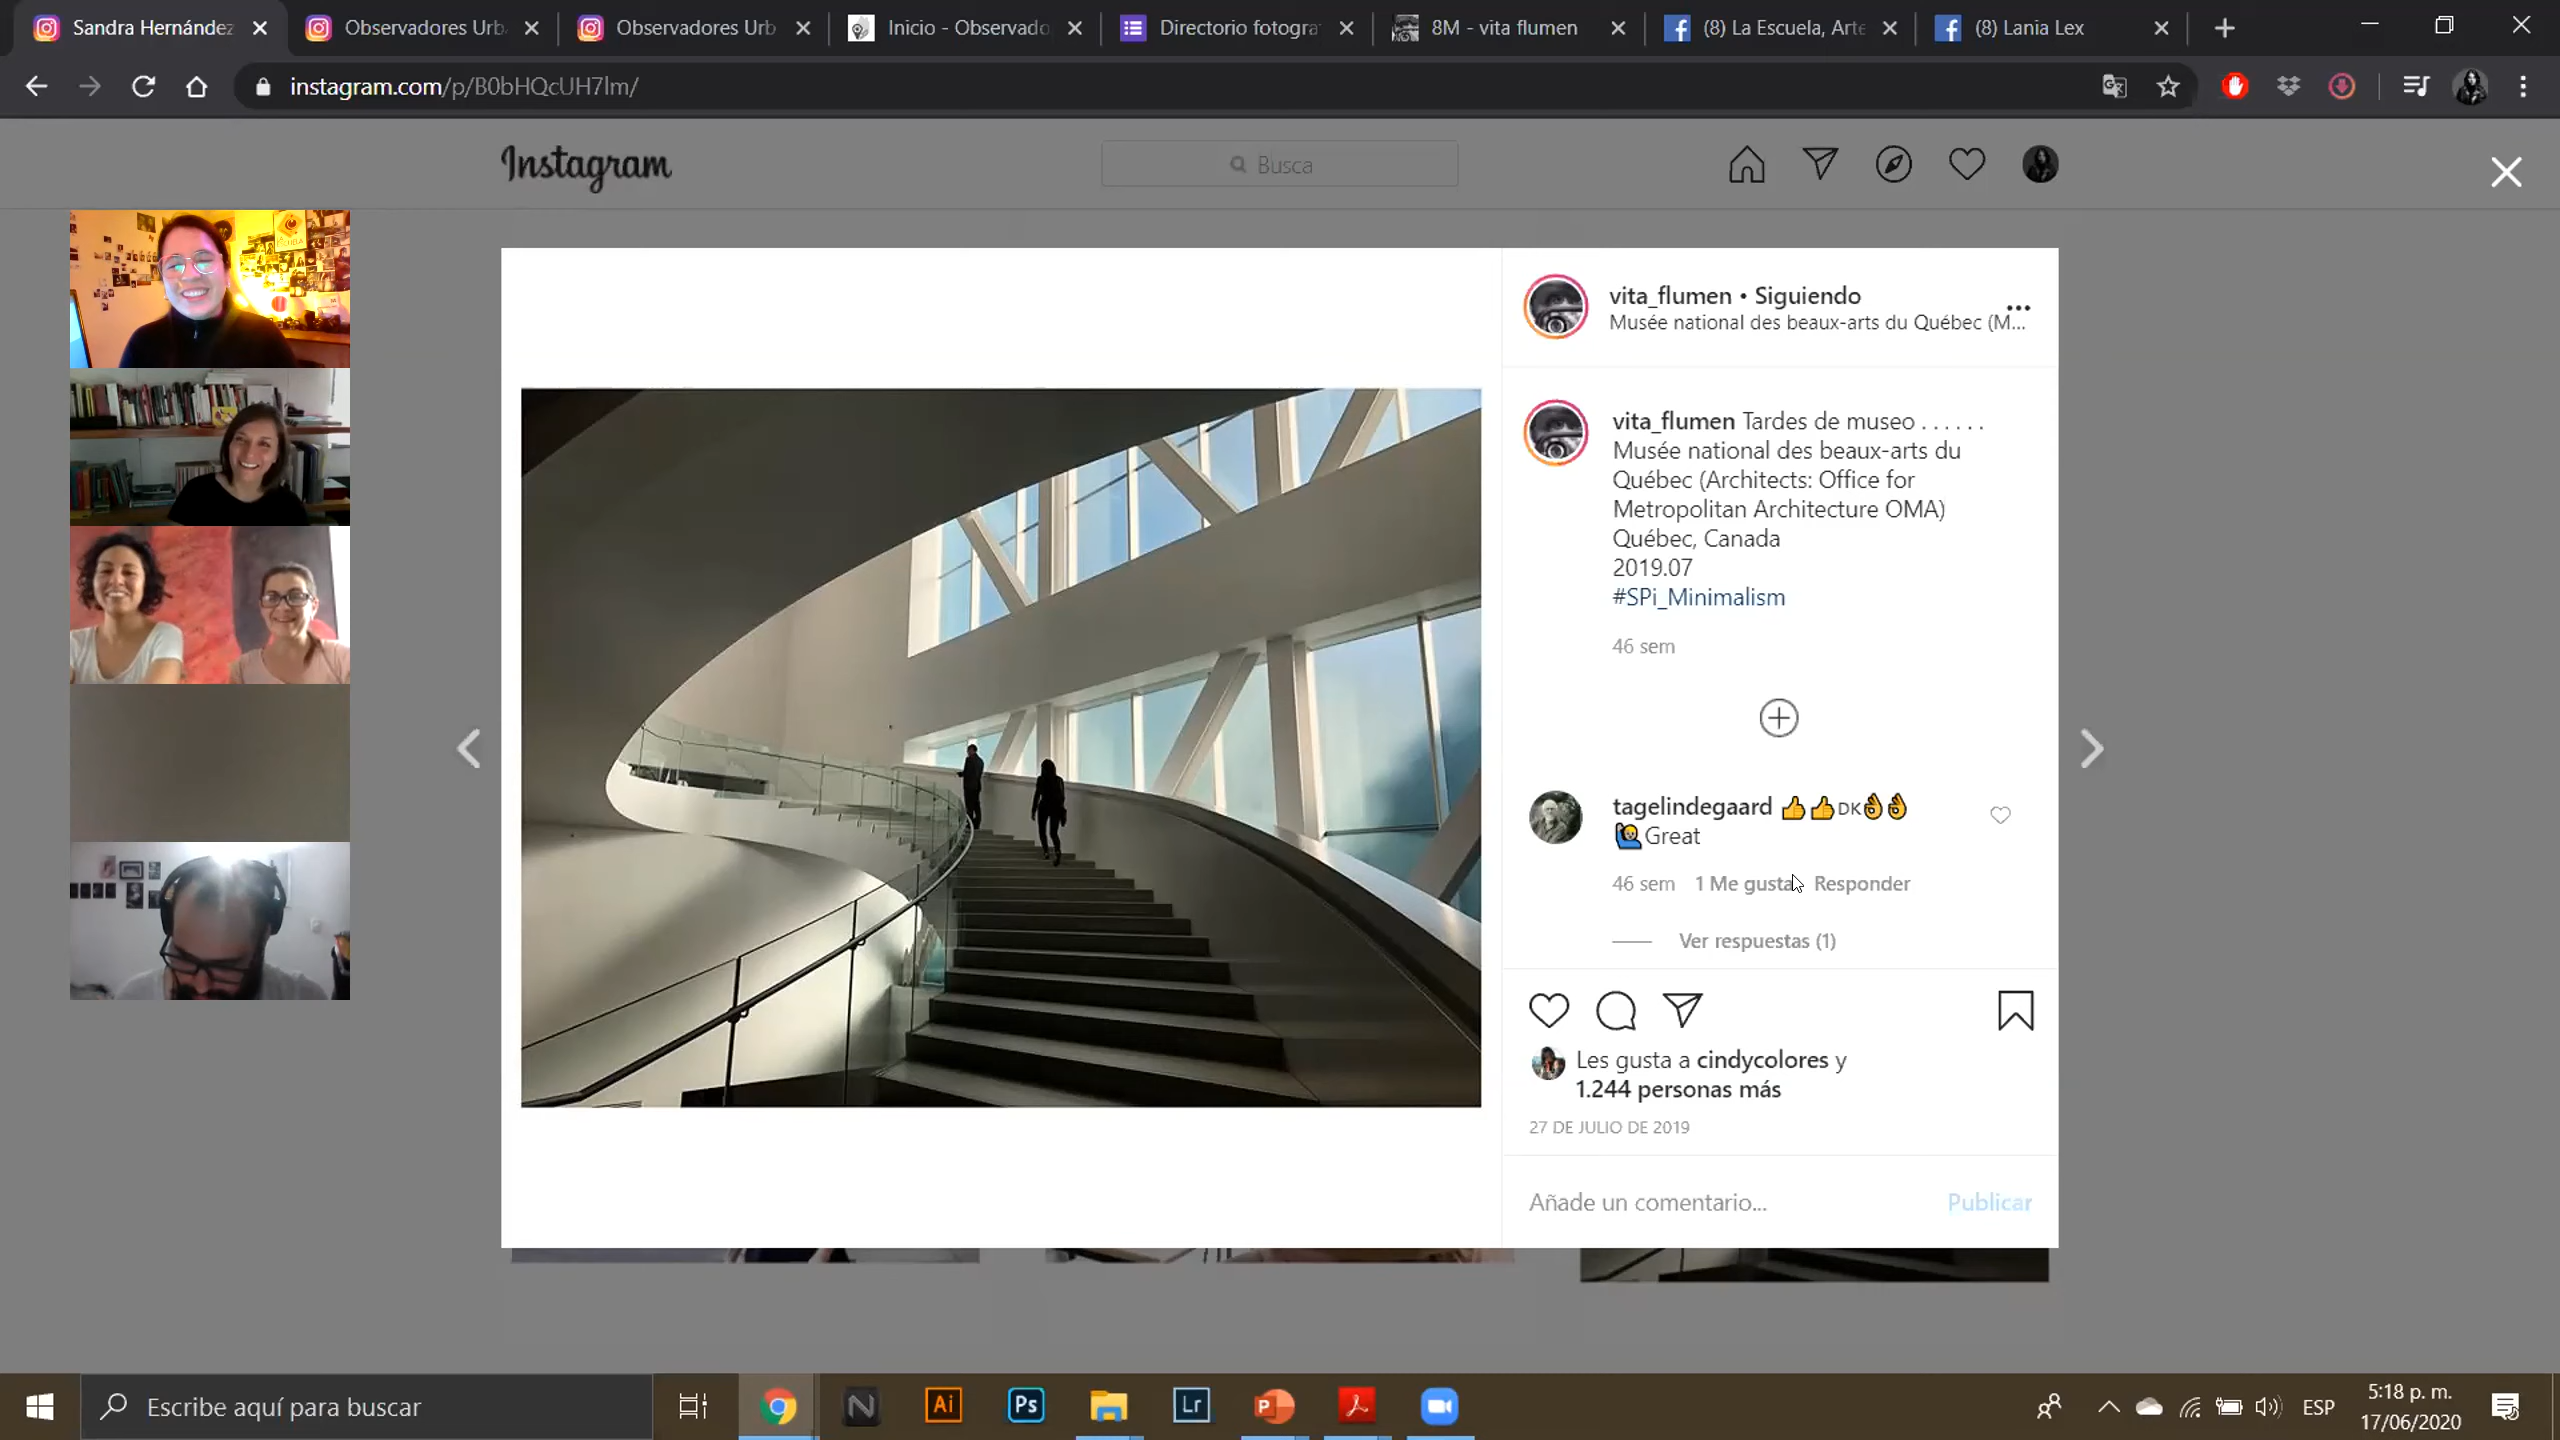 Sandra Hernández
Observadores Urb
Observadores Urb
Inicio - Observado
Directorio fotogra
8M - vita flumen
(8) La Escuela, Arte
(8) Lania Lex
instagram.com/p/B0bHQcUH7lm/
Instagram
Busca
vita_flumen • Siguiendo
Musée national des beaux-arts du Québec (M...
vita_flumen Tardes de museo . . . . . .
Musée national des beaux-arts du
Québec (Architects: Office for
Metropolitan Architecture OMA)
Québec, Canada
2019.07
#SPi_Minimalism
46 sem
tagelindegaard 👍👍DK👌👌
🙋Great
46 sem 1 Me gusta Responder
Ver respuestas (1)
Les gusta a cindycolores y
1.244 personas más
27 DE JULIO DE 2019
Añade un comentario... Publicar
Escribe aquí para buscar
N
Ai
Ps
Lr
P
ESP
5:18 p. m.
17/06/2020